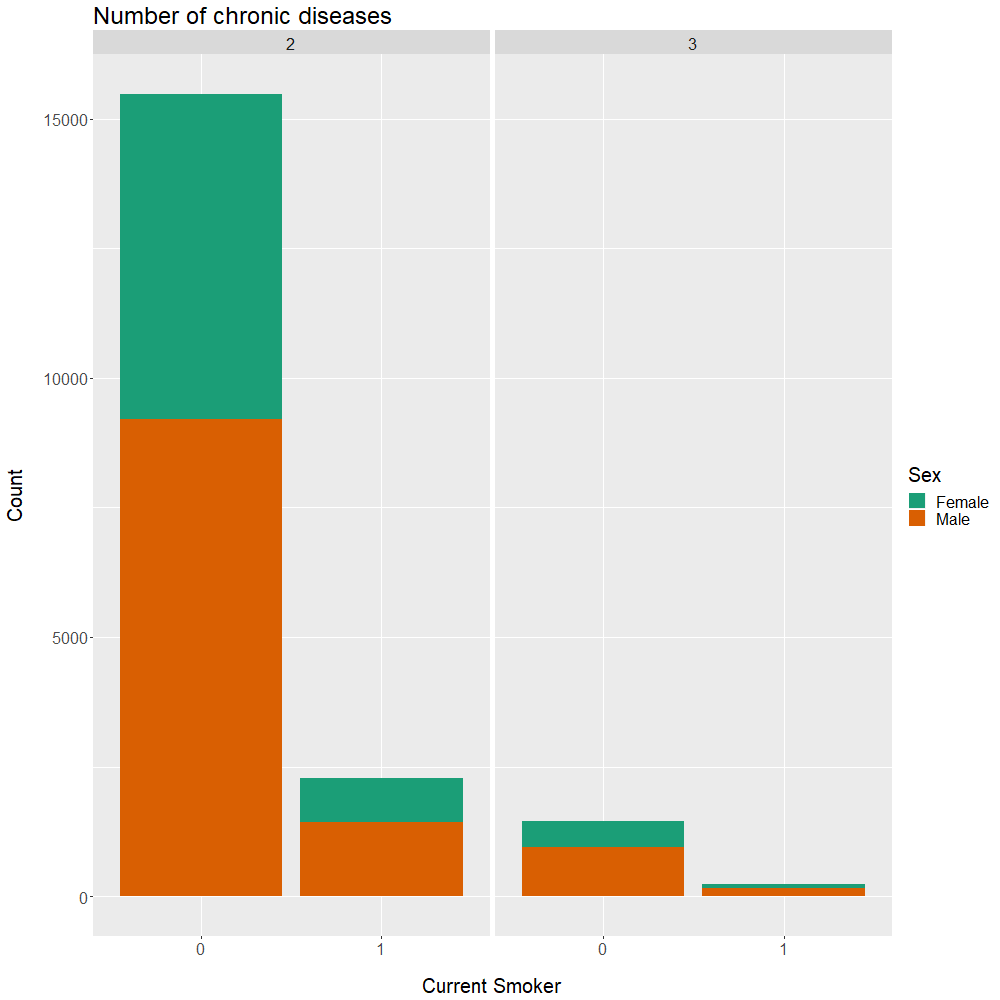 Number of chronic diseases
2
3
15000
10000
5000
0
Count
0
1
0
1
Current Smoker
Sex
Female
Male